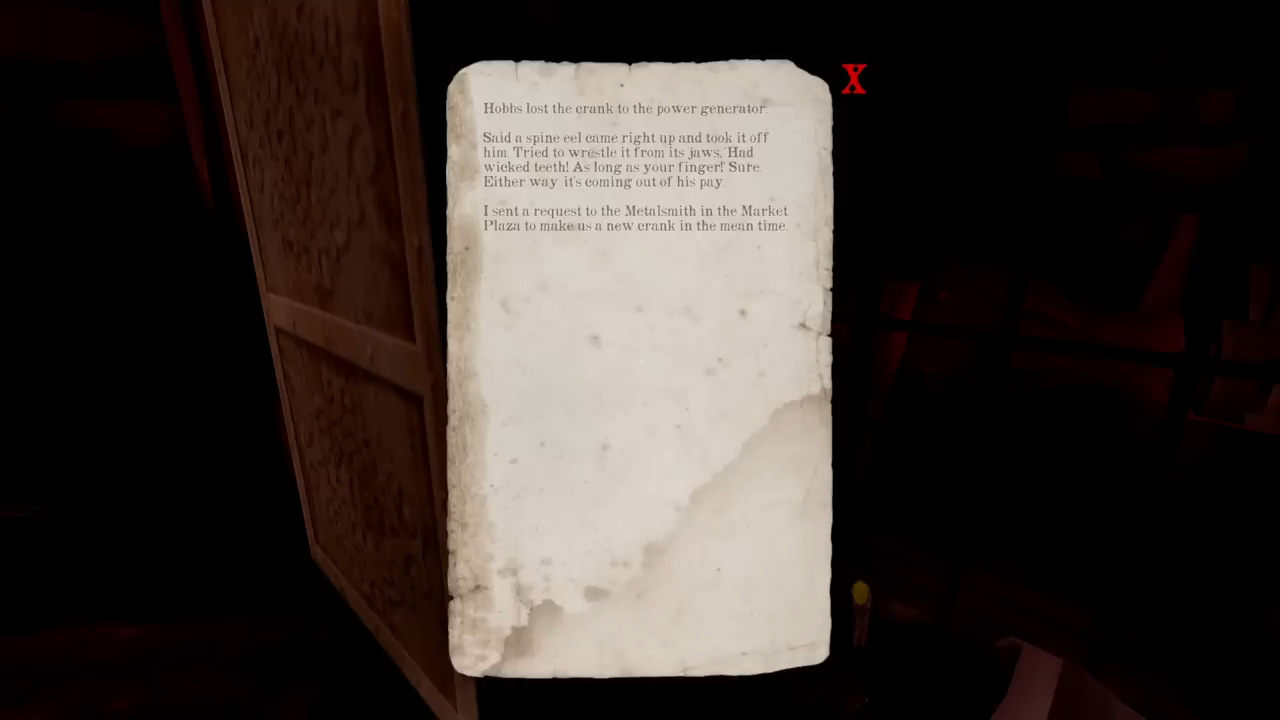 X
Hobbs lost the crank to the power generator.
Said a spine eel came right up and took it off
him. Tried to wrestle it from its jaws. 'Had
wicked teeth! As long as your finger!' Sure.
Either way it's coming out of his pay.
I sent a request to the Metalsmith in the Market
Plaza to make us a new crank in the mean time.